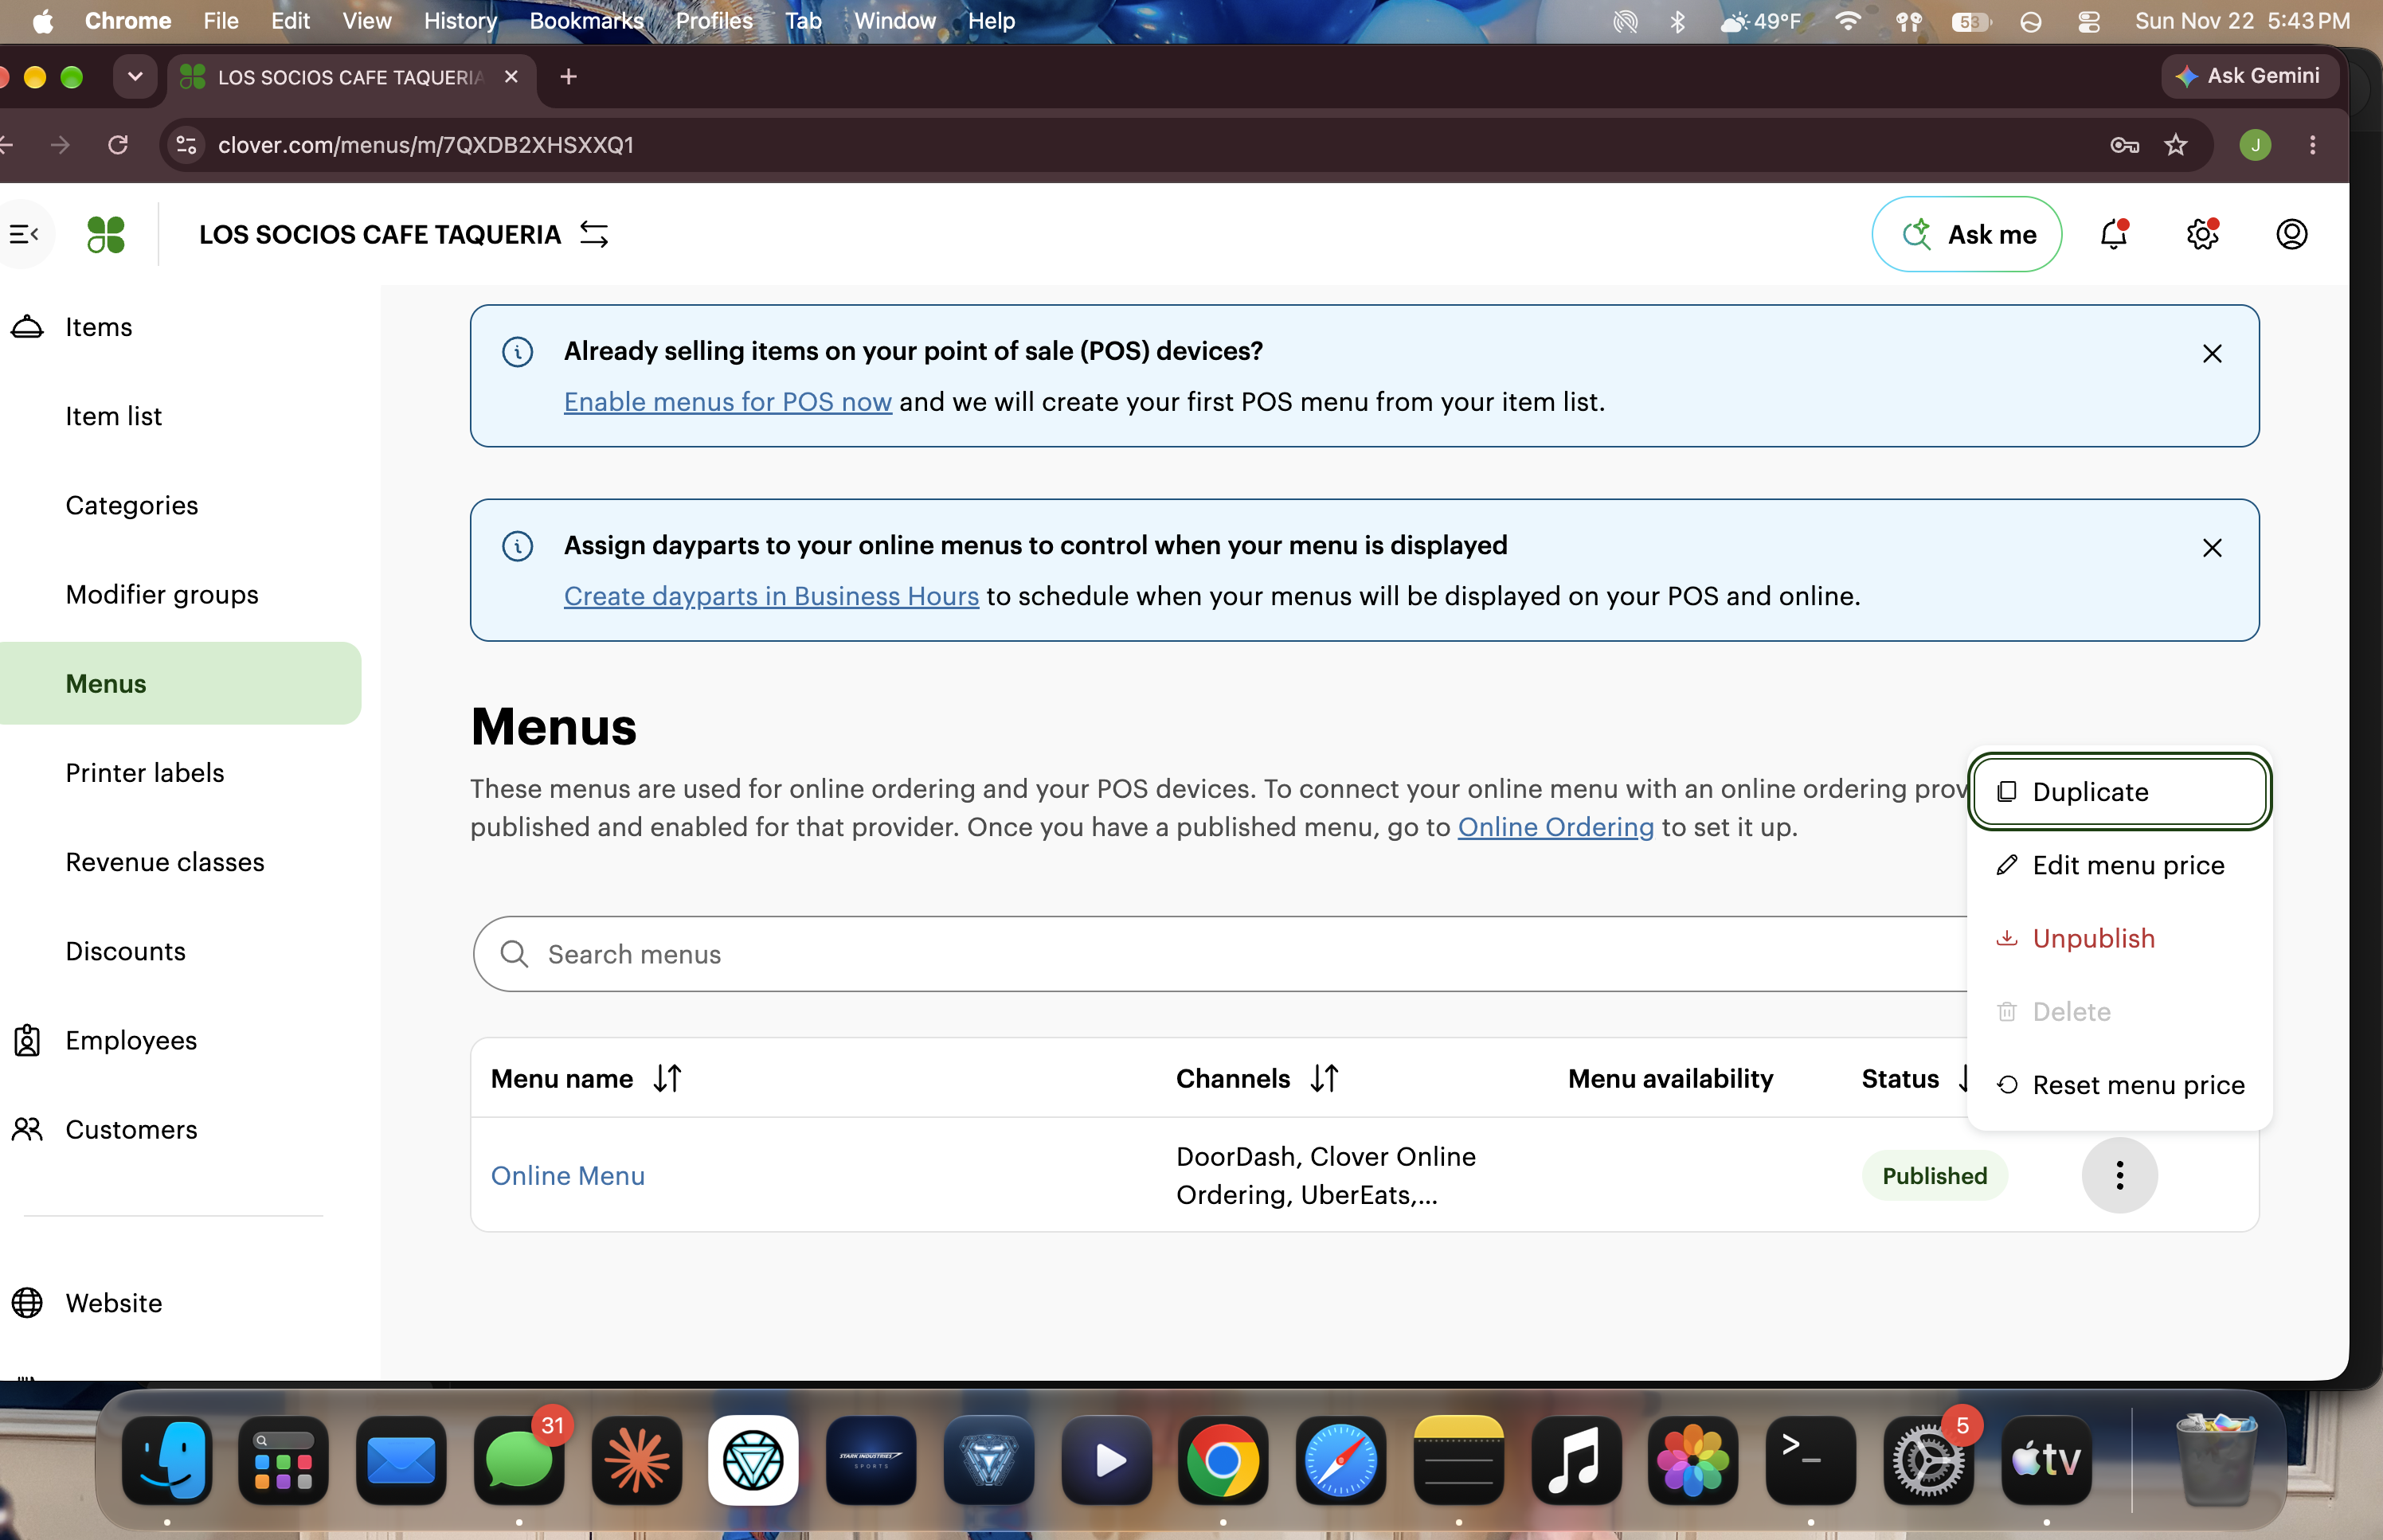 Chrome File Edit View History Bookmarks Profiles Tab Window Help 49°F 53 Sun Nov 22 5:43 PM
LOS SOCIOS CAFE TAQUERIA Ask Gemini
clover.com/menus/m/7QXDB2XHSXXQ1 J
LOS SOCIOS CAFE TAQUERIA Ask me
Items
Item list
Categories
Modifier groups
Menus
Printer labels
Revenue classes
Discounts
Employees
Customers
Website
Already selling items on your point of sale (POS) devices?
Enable menus for POS now and we will create your first POS menu from your item list.
Assign dayparts to your online menus to control when your menu is displayed
Create dayparts in Business Hours to schedule when your menus will be displayed on your POS and online.
Menus
These menus are used for online ordering and your POS devices. To connect your online menu with an online ordering prov
published and enabled for that provider. Once you have a published menu, go to Online Ordering to set it up.
Duplicate
Edit menu price
Unpublish
Delete
Reset menu price
Search menus
Menu name Channels Menu availability Status
Online Menu DoorDash, Clover Online
Ordering, UberEats,... Published
31 5
STARK INDUSTRIES
SPORTS
tv